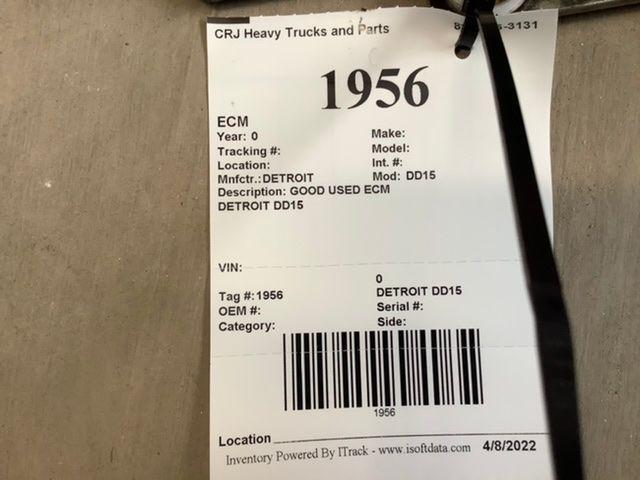 CRJ Heavy Trucks and Parts
-3131
1956
ECM
Year: 0 Make:
Tracking #: Model:
Location: Int. #:
Mnfctr.: DETROIT Mod: DD15
Description: GOOD USED ECM
DETROIT DD15
VIN:
0
Tag #: 1956 DETROIT DD15
OEM #: Serial #:
Category: Side:
1956
Location
Inventory Powered By ITrack - www.isoftdata.com 4/8/2022